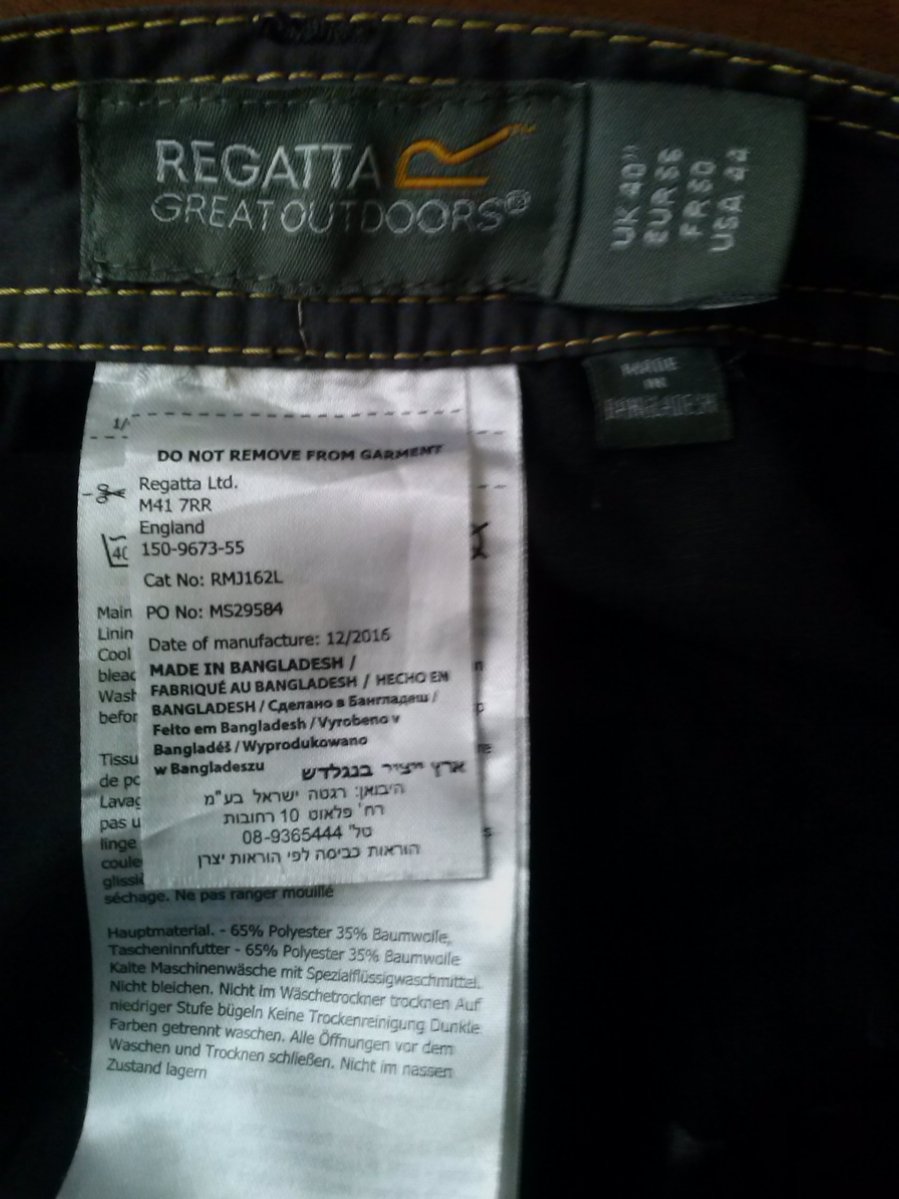 REGATTA
GREAT OUTDOORS®
UK 40"
EUR 56
FR 50
USA 44
MADE
IN
BANGLADESH
1/
DO NOT REMOVE FROM GARMENT
Regatta Ltd.
M41 7RR
England
150-9673-55
Cat No: RMJ162L
PO No: MS29584
Date of manufacture: 12/2016
MADE IN BANGLADESH /
FABRIQUÉ AU BANGLADESH / HECHO EN
BANGLADESH / Сделано в Бангладеш /
Feito em Bangladesh / Vyrobeno v
Bangladéš / Wyprodukowano
w Bangladeszu
ארץ ייצור בנגלדש
היבואן: רגטה ישראל בע"מ
רח' פלאוט 10 רחובות
טל' 08-9365444
הוראות כביסה לפי הוראות יצרן
40
Main
Linin
Cool
bleac
Wash
befor
Tissu
de po
Lavag
pas u
linge
coule
glissi
séchage. Ne pas ranger mouillé
Hauptmaterial. - 65% Polyester 35% Baumwolle,
Tascheninnfutter - 65% Polyester 35% Baumwolle
Kalte Maschinenwäsche mit Spezialflüssigwaschmittel.
Nicht bleichen. Nicht im Wäschetrockner trocknen Auf
niedriger Stufe bügeln Keine Trockenreinigung Dunkle
Farben getrennt waschen. Alle Öffnungen vor dem
Waschen und Trocknen schließen. Nicht im nassen
Zustand lagern